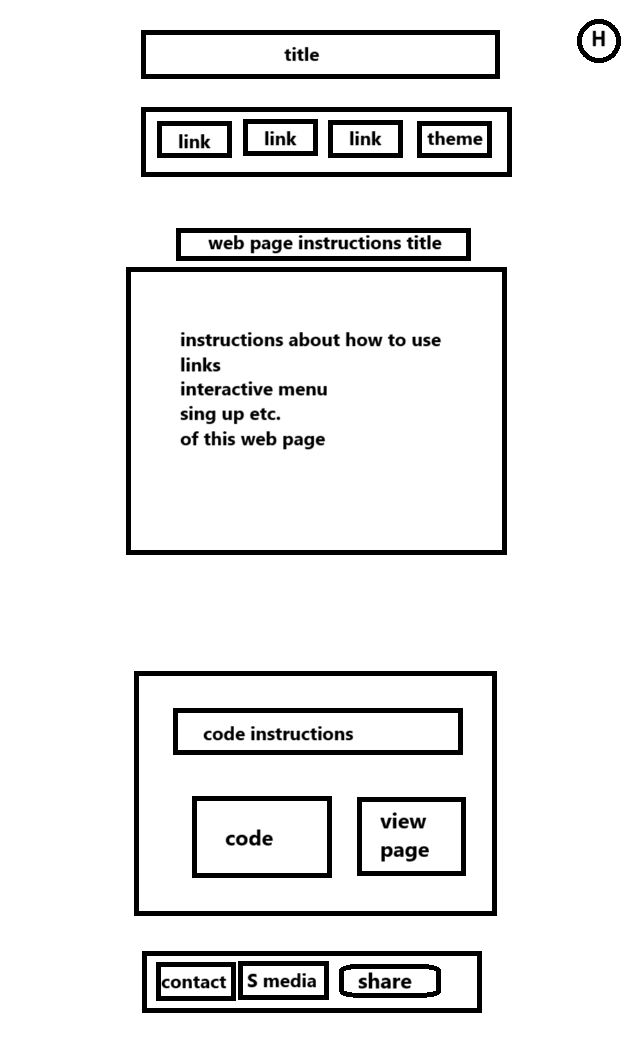 title
H
link
link
link
theme
web page instructions title
instructions about how to use
links
interactive menu
sing up etc.
of this web page
code instructions
code
view
page
contact
S media
share